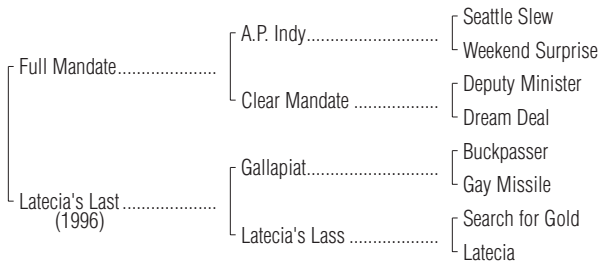 Seattle Slew
A.P. Indy........................
Weekend Surprise
Full Mandate.....................
Deputy Minister
Clear Mandate ..................
Dream Deal
Buckpasser
Gallapiat..........................
Gay Missile
Latecia's Last ....................
(1996)
Search for Gold
Latecia's Lass ...................
Latecia